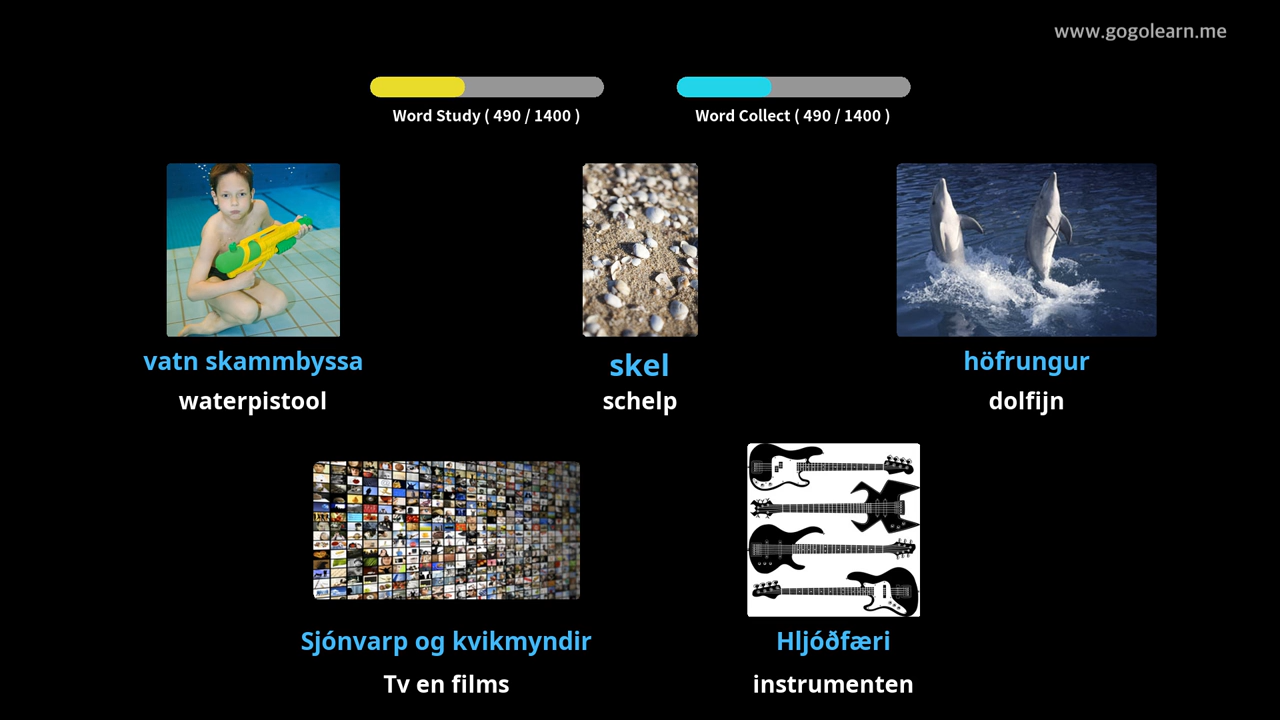 www.gogolearn.me
Word Study ( 490 / 1400 )
Word Collect ( 490 / 1400 )
vatn skammbyssa
waterpistool
skel
schelp
höfrungur
dolfijn
Sjónvarp og kvikmyndir
Tv en films
Hljóðfæri
instrumenten